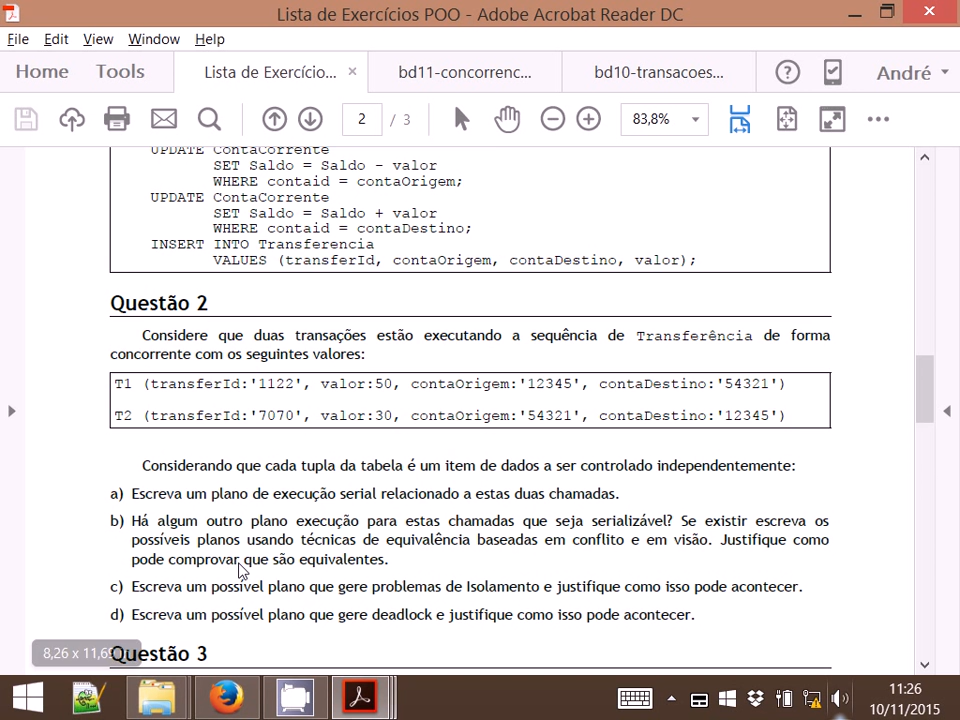 Lista de Exercícios POO - Adobe Acrobat Reader DC
File Edit View Window Help
Home Tools Lista de Exercício... × bd11-concorrenc... bd10-transacoes... ? André
2 / 3 83,8%
UPDATE ContaCorrente
SET Saldo = Saldo - valor
WHERE contaid = contaOrigem;
UPDATE ContaCorrente
SET Saldo = Saldo + valor
WHERE contaid = contaDestino;
INSERT INTO Transferencia
VALUES (transferId, contaOrigem, contaDestino, valor);
Questão 2
Considere que duas transações estão executando a sequência de Transferência de forma
concorrente com os seguintes valores:
T1 (transferId:'1122', valor:50, contaOrigem:'12345', contaDestino:'54321')
T2 (transferId:'7070', valor:30, contaOrigem:'54321', contaDestino:'12345')
Considerando que cada tupla da tabela é um item de dados a ser controlado independentemente:
a) Escreva um plano de execução serial relacionado a estas duas chamadas.
b) Há algum outro plano execução para estas chamadas que seja serializável? Se existir escreva os
possíveis planos usando técnicas de equivalência baseadas em conflito e em visão. Justifique como
pode comprovar que são equivalentes.
c) Escreva um possível plano que gere problemas de Isolamento e justifique como isso pode acontecer.
d) Escreva um possível plano que gere deadlock e justifique como isso pode acontecer.
8,26 x 11,69
Questão 3
11:26
10/11/2015